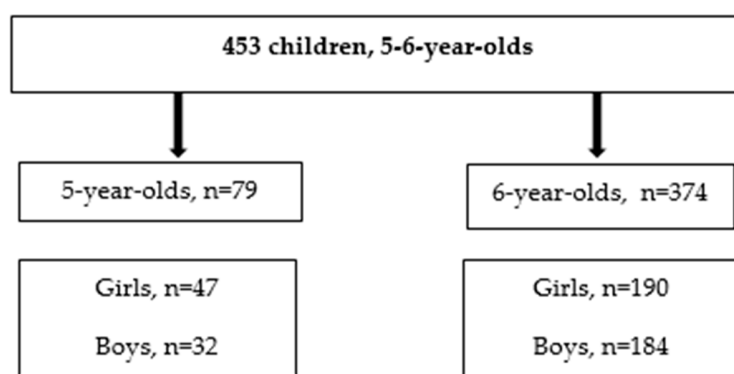 453 children, 5-6-year-olds
5-year-olds, n=79
6-year-olds, n=374
Girls, n=47
Boys, n=32
Girls, n=190
Boys, n=184